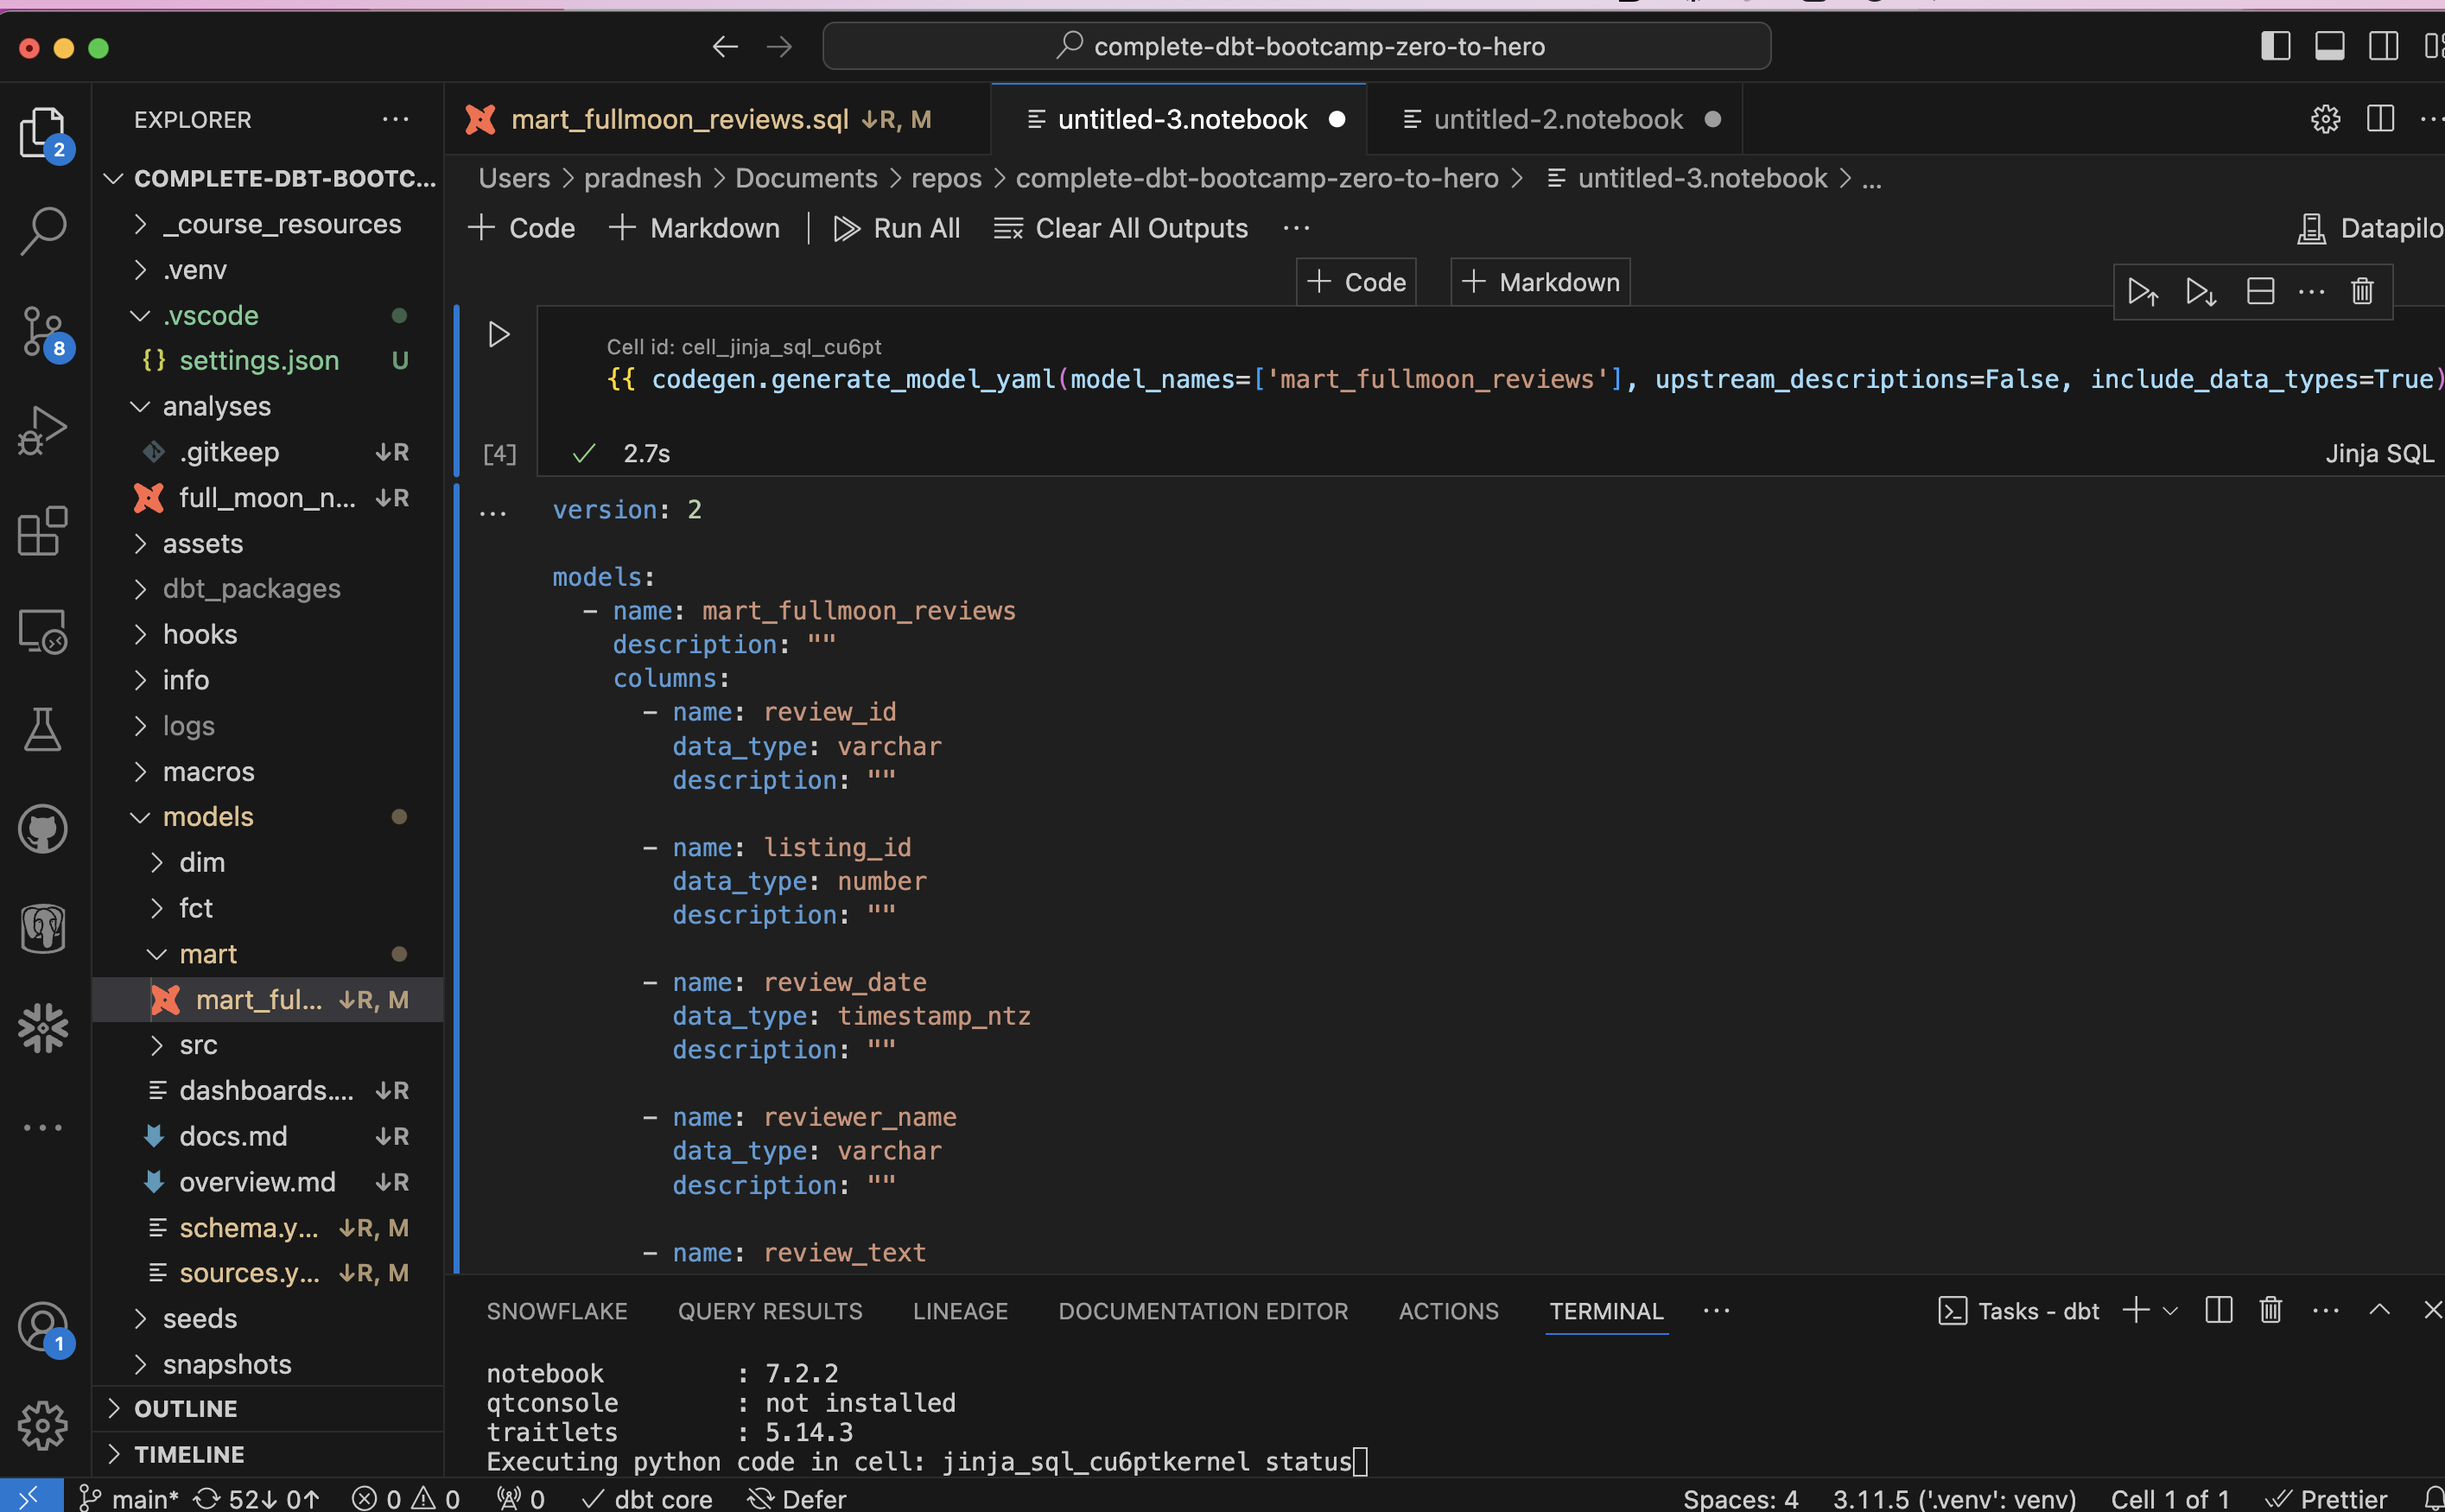 complete-dbt-bootcamp-zero-to-hero
EXPLORER
COMPLETE-DBT-BOOTC...
_course_resources
.venv
.vscode
settings.json U
analyses
.gitkeep ↓R
full_moon_n... ↓R
assets
dbt_packages
hooks
info
logs
macros
models
dim
fct
mart
mart_ful... ↓R, M
src
dashboards.... ↓R
docs.md ↓R
overview.md ↓R
schema.y... ↓R, M
sources.y... ↓R, M
seeds
snapshots
OUTLINE
TIMELINE
2
8
1
mart_fullmoon_reviews.sql ↓R, M
untitled-3.notebook
untitled-2.notebook
Users > pradnesh > Documents > repos > complete-dbt-bootcamp-zero-to-hero > untitled-3.notebook > ...
+ Code + Markdown | Run All Clear All Outputs ...
Datapilo
+ Code + Markdown
Cell id: cell_jinja_sql_cu6pt
{{ codegen.generate_model_yaml(model_names=['mart_fullmoon_reviews'], upstream_descriptions=False, include_data_types=True)
[4] ✓ 2.7s Jinja SQL
version: 2
models:
- name: mart_fullmoon_reviews
description: ""
columns:
- name: review_id
data_type: varchar
description: ""
- name: listing_id
data_type: number
description: ""
- name: review_date
data_type: timestamp_ntz
description: ""
- name: reviewer_name
data_type: varchar
description: ""
- name: review_text
SNOWFLAKE QUERY RESULTS LINEAGE DOCUMENTATION EDITOR ACTIONS TERMINAL ...
Tasks - dbt
notebook : 7.2.2
qtconsole : not installed
traitlets : 5.14.3
Executing python code in cell: jinja_sql_cu6ptkernel status
main* 52↓ 0↑ 0 0 0 ✓ dbt core Defer
Spaces: 4 3.11.5 ('.venv': venv) Cell 1 of 1 Prettier